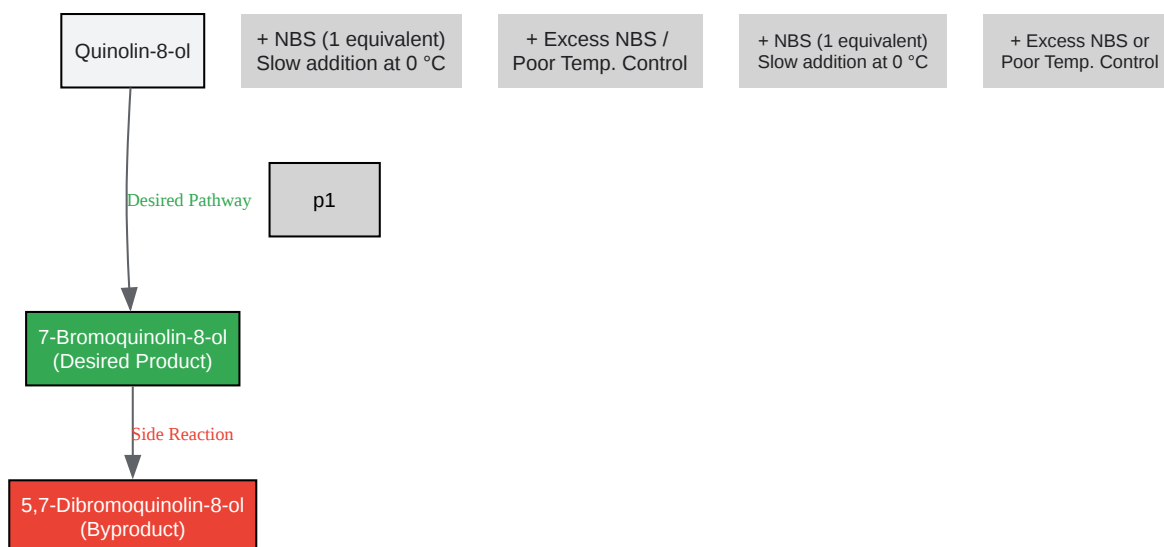 Quinolin-8-ol
+ NBS (1 equivalent)
Slow addition at 0 °C
+ Excess NBS /
Poor Temp. Control
+ NBS (1 equivalent)
Slow addition at 0 °C
+ Excess NBS or
Poor Temp. Control
Desired Pathway
p1
7-Bromoquinolin-8-ol
(Desired Product)
Side Reaction
5,7-Dibromoquinolin-8-ol
(Byproduct)